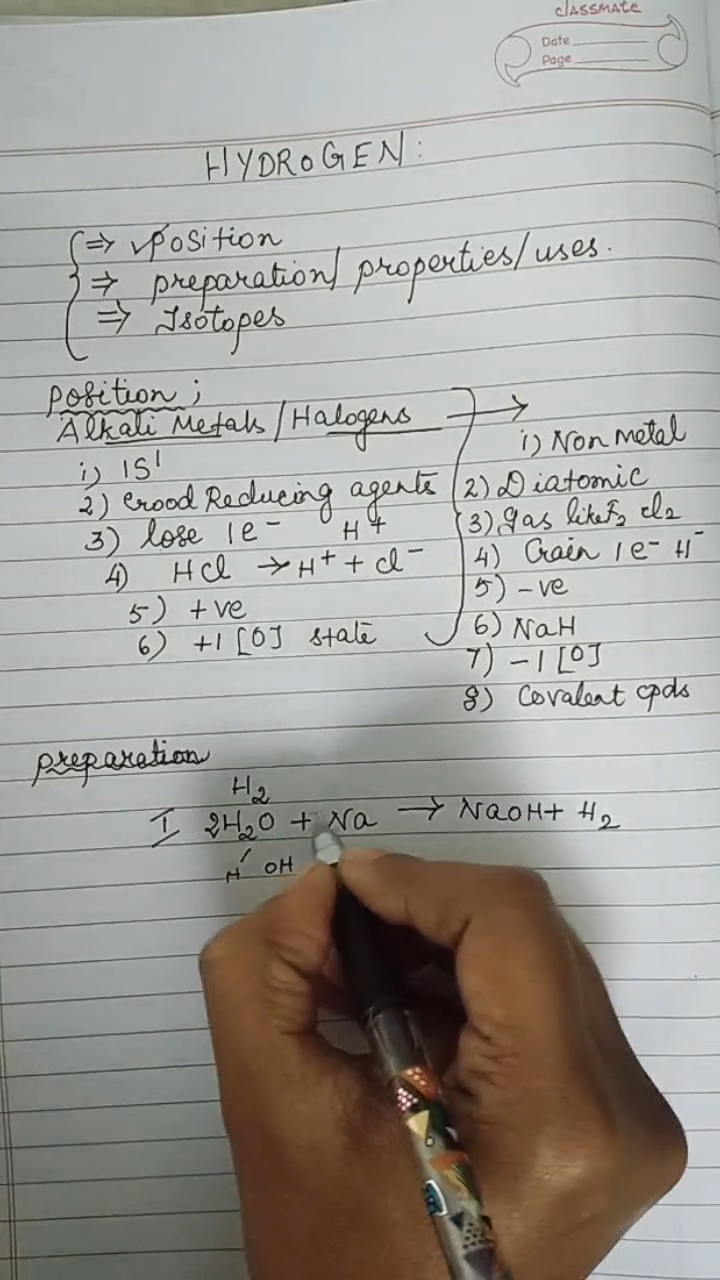 classmate
Date
Page
HYDROGEN:
⇒ ✓Position
⇒ preparation/properties/uses.
⇒ Isotopes
Position;
Alkali Metals/Halogens →
i) 1S¹
2) Good Reducing agents
3) lose 1e⁻ H⁺
4) HCl → H⁺ + Cl⁻
5) +ve
6) +1 [O] state
i) Non metal
2) Diatomic
3) gas like F₂ Cl₂
4) Gain 1e⁻ H⁻
5) -ve
6) NaH
7) -1 [O]
8) Covalent cpds
preparation
H₂
I 2H₂O + Na → NaOH + H₂
H OH